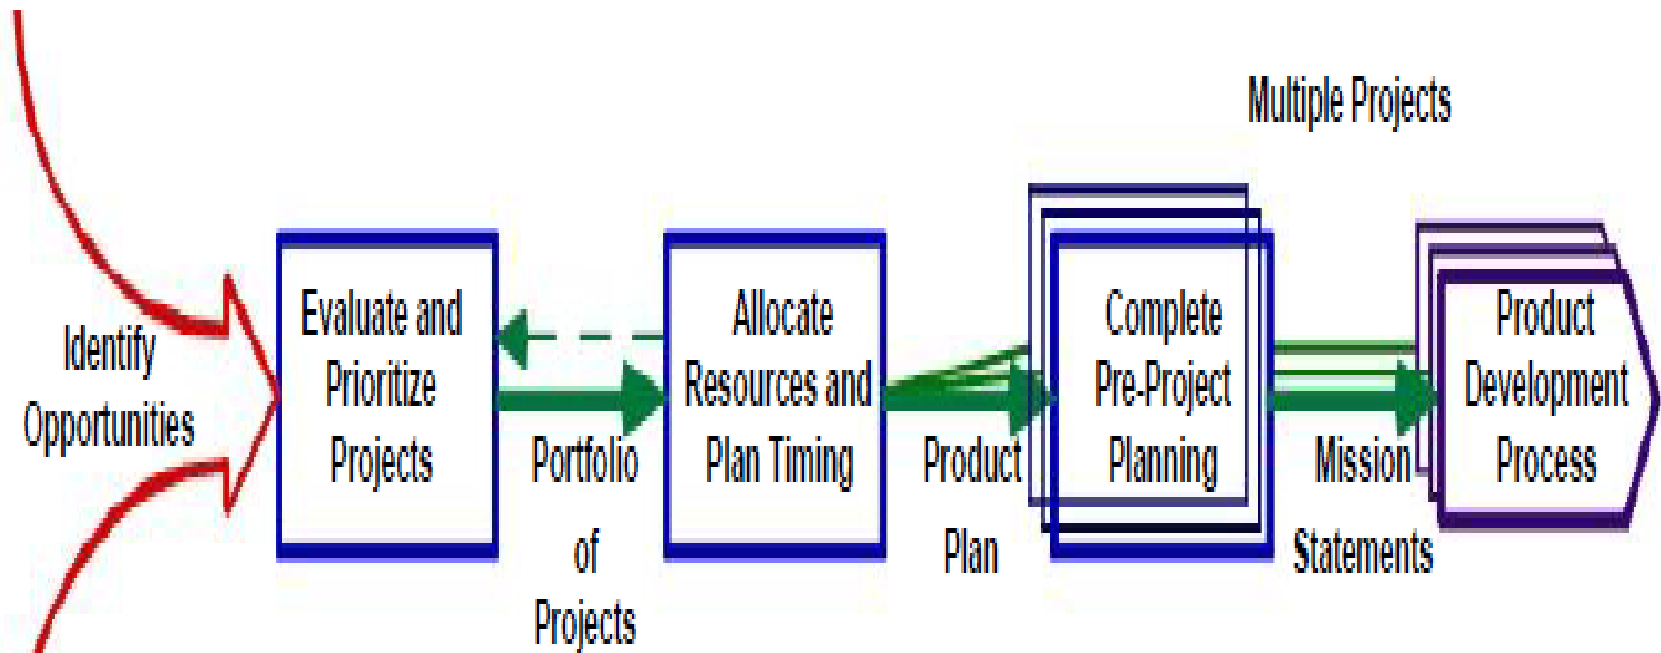 Multiple Projects
Identify
Opportunities
Evaluate and
Prioritize
Projects
Portfolio
of
Projects
Allocate
Resources and
Plan Timing
Product
Plan
Complete
Pre-Project
Planning
Mission
Statements
Product
Development
Process